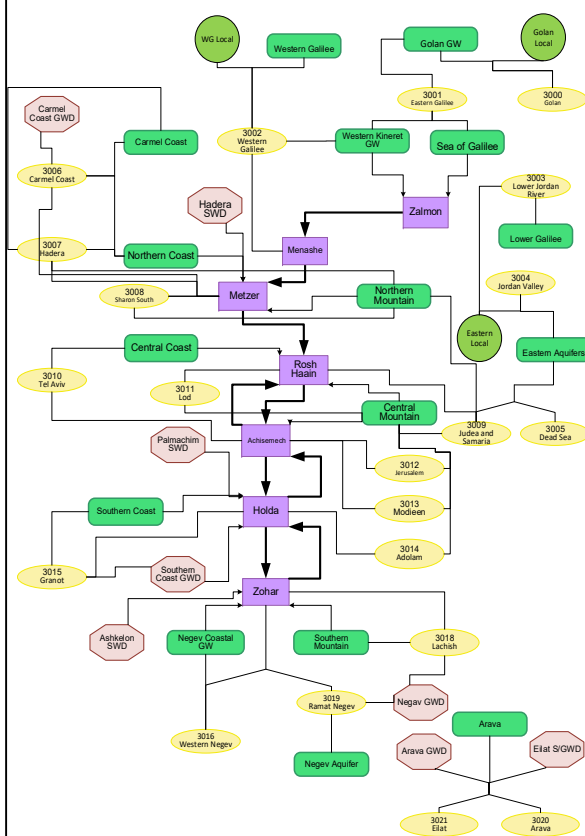 WG Local
Western Galilee
Golan GW
Golan
Local
Carmel
Coast GWD
Carmel Coast
3001
Eastern Galilee
3000
Golan
3002
Western
Galilee
Western Kineret
GW
Sea of Galilee
3003
Lower Jordan
River
3006
Carmel Coast
Hadera
SWD
Zalmon
Lower Galilee
3007
Hadera
Northern Coast
Menashe
3004
Jordan Valley
3008
Sharon South
Metzer
Northern
Mountain
Eastern
Local
Eastern Aquifers
Central Coast
3010
Tel Aviv
Rosh
Haain
3011
Lod
Central
Mountain
3009
Judea and
Samaria
3005
Dead Sea
Palmachim
SWD
Achisemech
3012
Jerusalem
Southern Coast
Holda
3013
Modieen
3015
Granot
Southern
Coast GWD
3014
Adolam
Zohar
Ashkelon
SWD
Negev Coastal
GW
Southern
Mountain
3018
Lachish
3019
Ramat Negev
Negav GWD
3016
Western Negev
Negev Aquifer
Arava
Arava GWD
Eilat S/GWD
3021
Eilat
3020
Arava